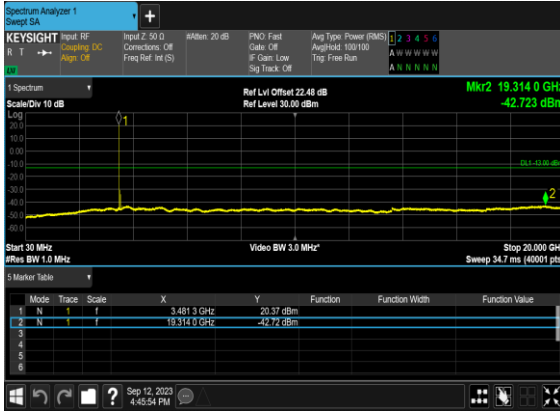 Spectrum Analyzer 1
Swept SA
+
KEYSIGHT
R T
Input: RF
Coupling: DC
Align: Off
Input Z: 50 Ω
Corrections: Off
Freq Ref: Int (S)
#Atten: 20 dB
PNO: Fast
Gate: Off
IF Gain: Low
Sig Track: Off
Avg Type: Power (RMS)
Avg|Hold: 100/100
Trig: Free Run
1 2 3 4 5 6
A W W W W W
A N N N N N
1 Spectrum
Scale/Div 10 dB
Ref Lvl Offset 22.48 dB
Ref Level 30.00 dBm
Mkr2 19.314 0 GHz
-42.723 dBm
Log
20.0
10.0
0.00
-10.0
-20.0
-30.0
-40.0
-50.0
-60.0
1
DL1 -13.00 dBm
2
Start 30 MHz
#Res BW 1.0 MHz
Video BW 3.0 MHz*
Stop 20.000 GH
Sweep 34.7 ms (40001 pts
5 Marker Table
Mode Trace Scale X Y Function Function Width Function Value
1 N 1 f 3.481 3 GHz 20.37 dBm
2 N 1 f 19.314 0 GHz -42.72 dBm
3
4
5
6
?
Sep 12, 2023
4:45:54 PM